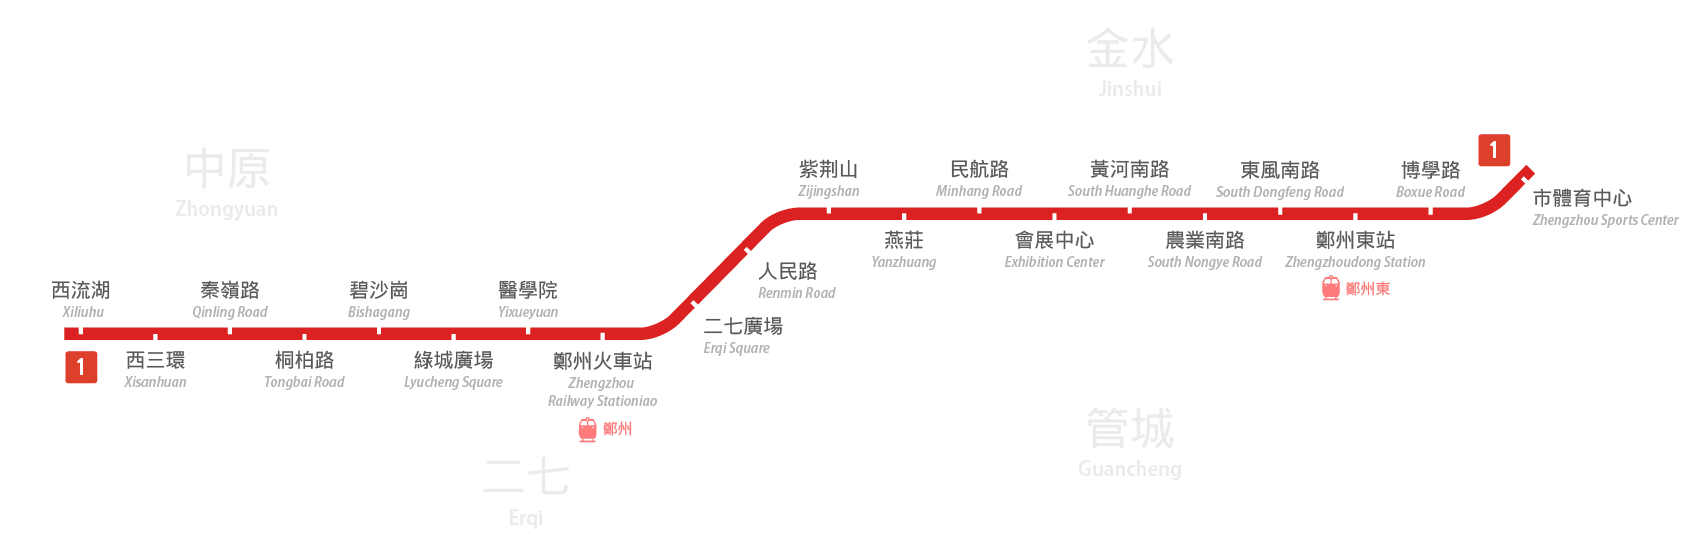 金水
Jinshui
中原
Zhongyuan
1
紫荆山
Zijingshan
民航路
Minhang Road
黃河南路
South Huanghe Road
東風南路
South Dongfeng Road
博學路
Boxue Road
市體育中心
Zhengzhou Sports Center
燕莊
Yanzhuang
會展中心
Exhibition Center
農業南路
South Nongye Road
鄭州東站
Zhengzhoudong Station
鄭州東
人民路
Renmin Road
二七廣場
Erqi Square
西流湖
Xiliuhu
秦嶺路
Qinling Road
碧沙崗
Bishagang
醫學院
Yixueyuan
1
西三環
Xisanhuan
桐柏路
Tongbai Road
綠城廣場
Lyucheng Square
鄭州火車站
Zhengzhou
Railway Stationiao
鄭州
管城
Guancheng
二七
Erqi